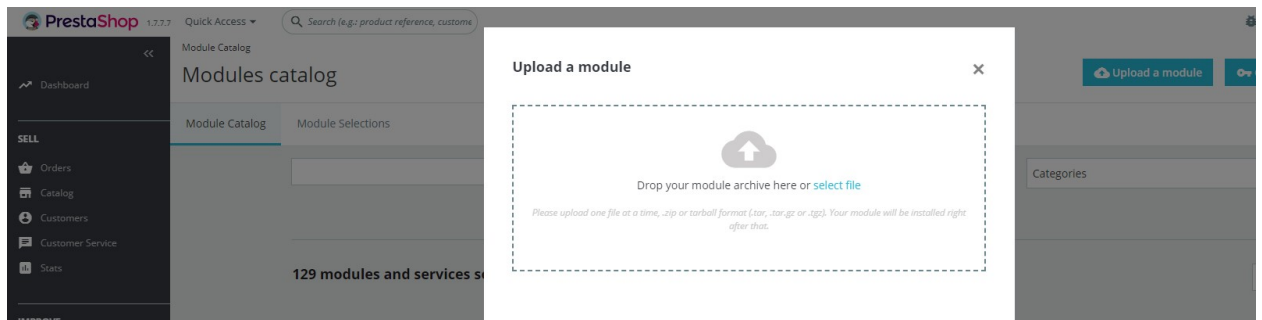 PrestaShop 1.7.7.7 Quick Access Search (e.g.: product reference, custome
Module Catalog
Modules catalog
Upload a module
Upload a module
Dashboard
Module Catalog Module Selections
SELL
Orders
Catalog
Customers
Customer Service
Stats
Drop your module archive here or select file
Please upload one file at a time, .zip or tarball format (.tar, .tar.gz or .tgz). Your module will be installed right
after that.
Categories
129 modules and services se
IMPROVE